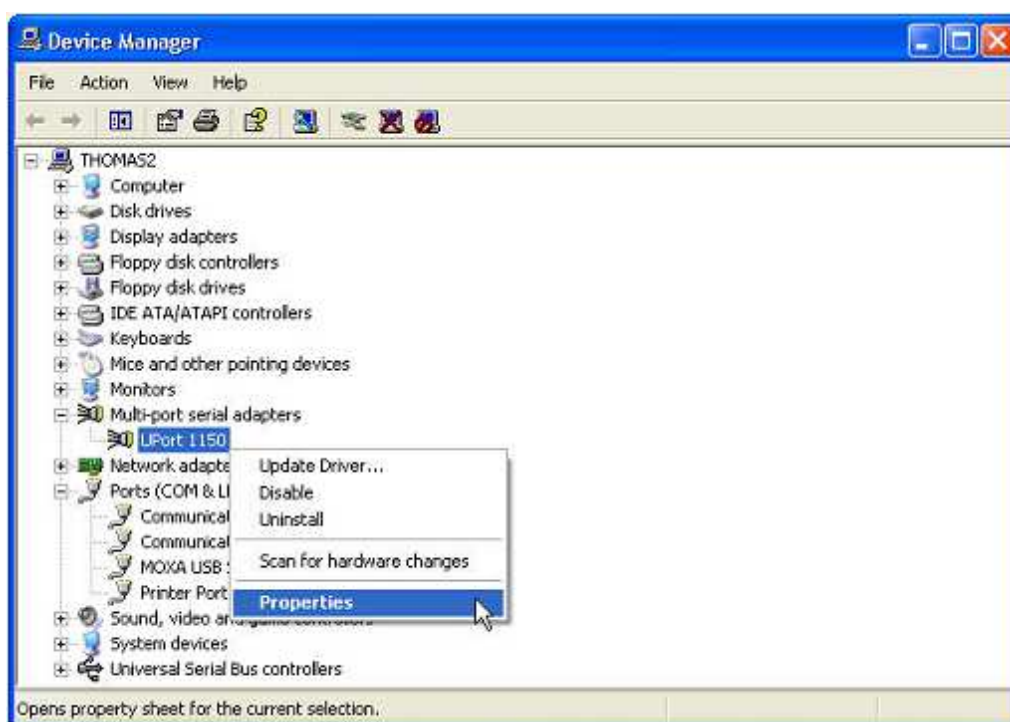 Device Manager
File Action View Help
THOMAS2
Computer
Disk drives
Display adapters
Floppy disk controllers
Floppy disk drives
IDE ATA/ATAPI controllers
Keyboards
Mice and other pointing devices
Monitors
Multi-port serial adapters
UPort 1150
Network adapte
Ports (COM & L
Communicat
Communicat
MOXA USB
Printer Port
Sound, video and game controllers
System devices
Universal Serial Bus controllers
Update Driver...
Disable
Uninstall
Scan for hardware changes
Properties
Opens property sheet for the current selection.